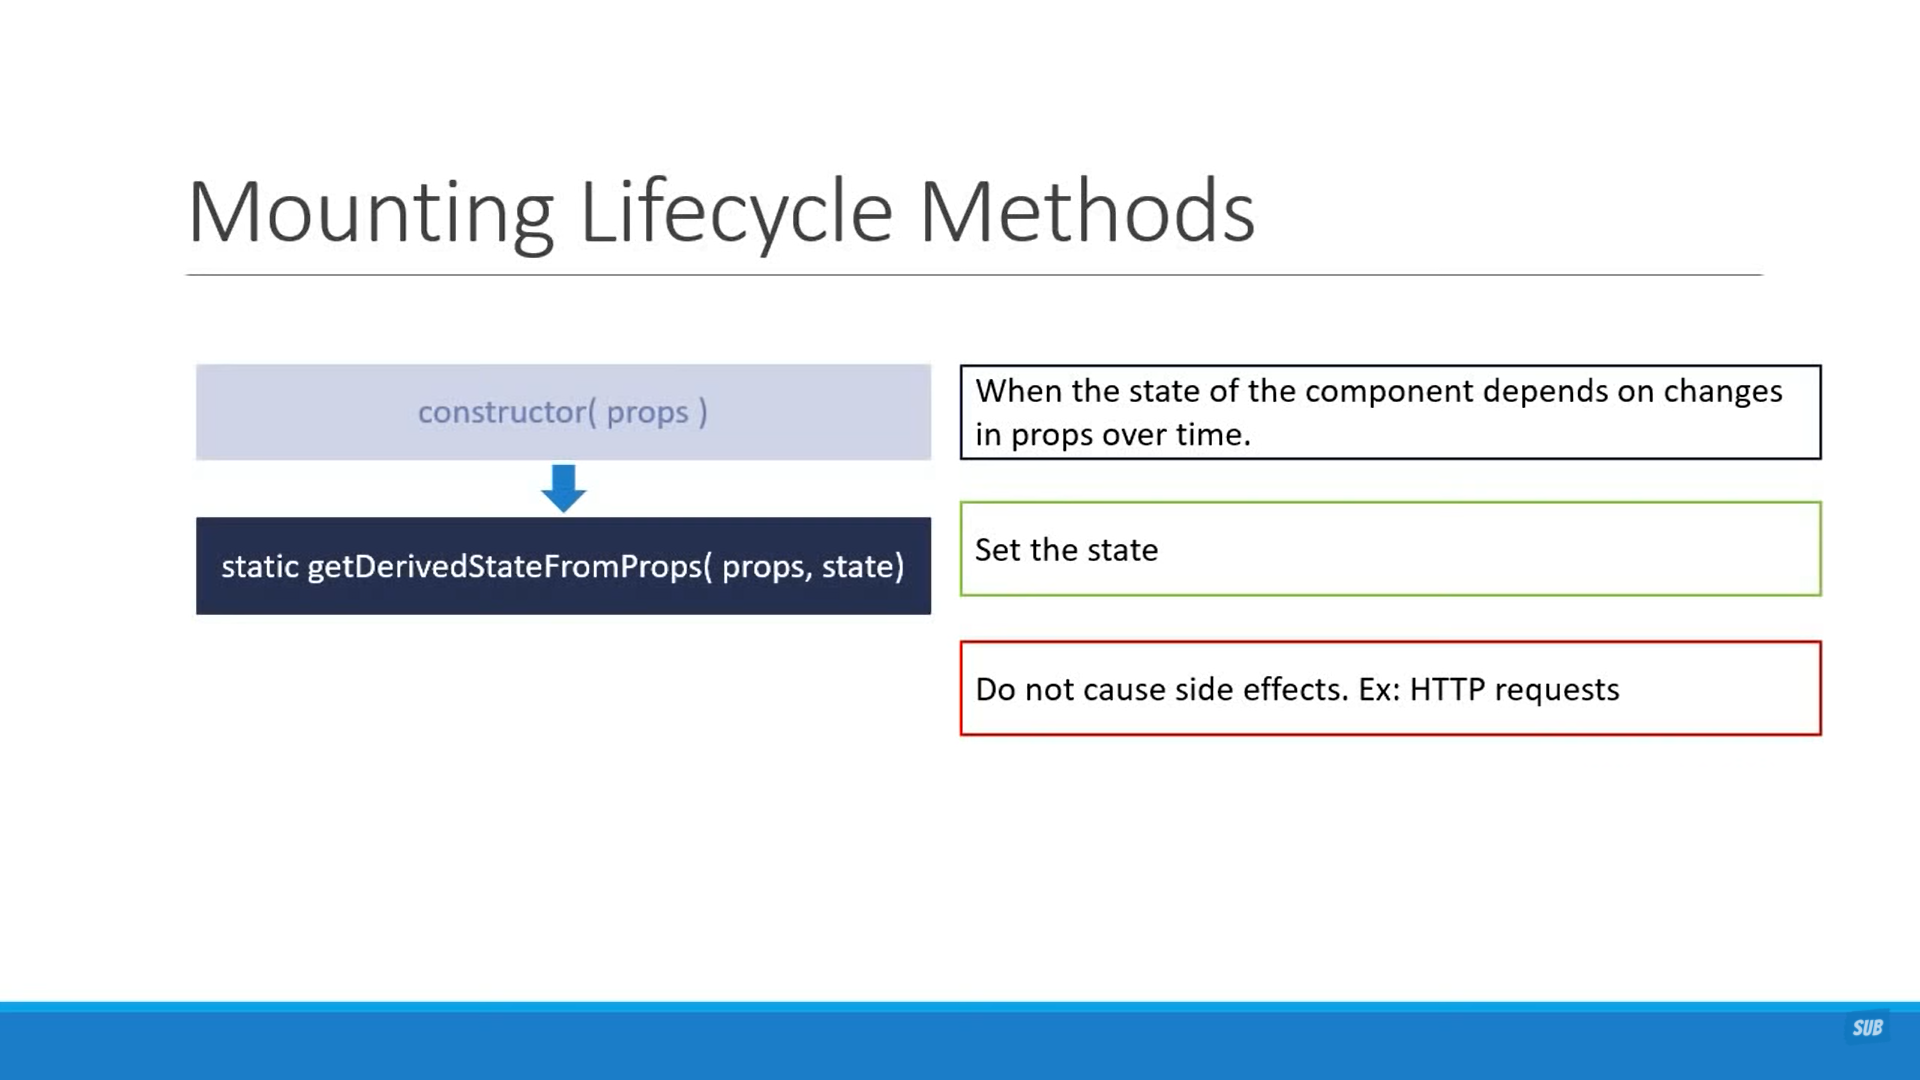 Mounting Lifecycle Methods
constructor( props )
static getDerivedStateFromProps( props, state)
When the state of the component depends on changes
in props over time.
Set the state
Do not cause side effects. Ex: HTTP requests
SUB